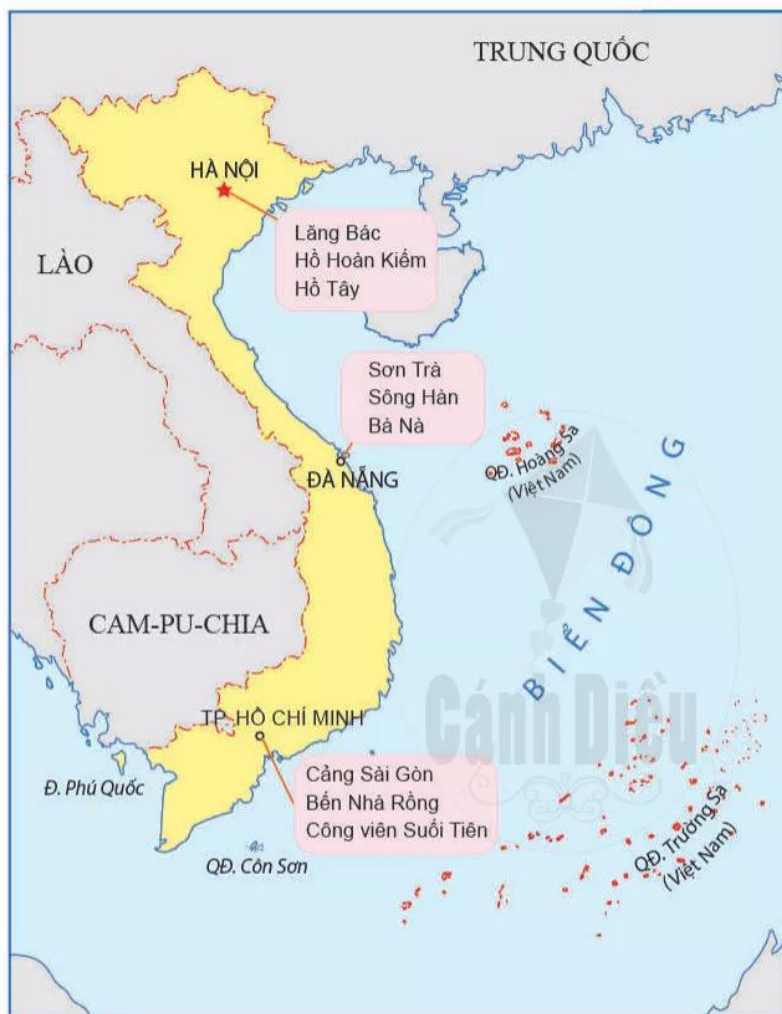 TRUNG QUỐC
HÀ NỘI
Lăng Bác
Hồ Hoàn Kiếm
Hồ Tây
LÀO
Sơn Trà
Sông Hàn
Bà Nà
ĐÀ NẴNG
QĐ. Hoàng Sa
(Việt Nam)
BIỂN ĐÔNG
CAM-PU-CHIA
Cánh Diều
TP. HỒ CHÍ MINH
Cảng Sài Gòn
Bến Nhà Rồng
Công viên Suối Tiên
Đ. Phú Quốc
QĐ. Côn Sơn
QĐ. Trường Sa
(Việt Nam)